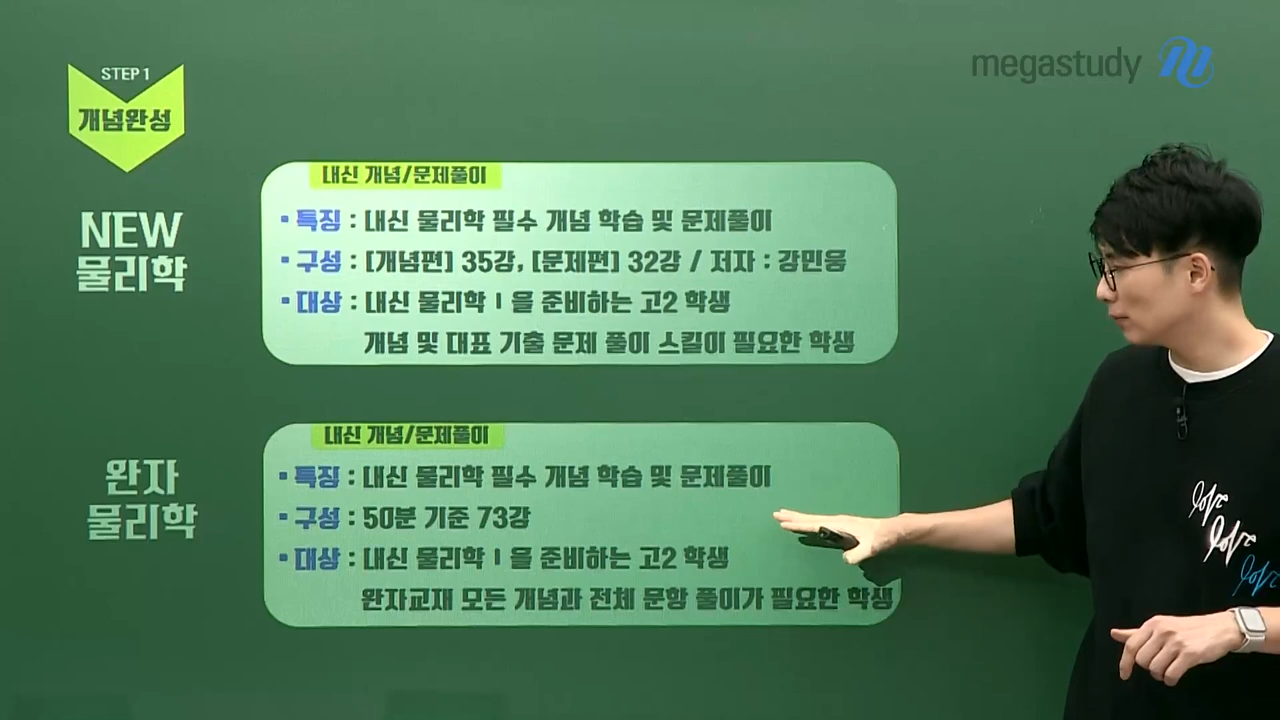 megastudy
STEP 1
개념완성
NEW
물리학
내신 개념/문제풀이
▪ 특징 : 내신 물리학 필수 개념 학습 및 문제풀이
▪ 구성 : [개념편] 35강, [문제편] 32강 / 저자 : 강민웅
▪ 대상 : 내신 물리학Ⅰ을 준비하는 고2 학생
개념 및 대표 기출 문제 풀이 스킬이 필요한 학생
완자
물리학
내신 개념/문제풀이
▪ 특징 : 내신 물리학 필수 개념 학습 및 문제풀이
▪ 구성 : 50분 기준 73강
▪ 대상 : 내신 물리학Ⅰ을 준비하는 고2 학생
완자교재 모든 개념과 전체 문항 풀이가 필요한 학생
love
love
love